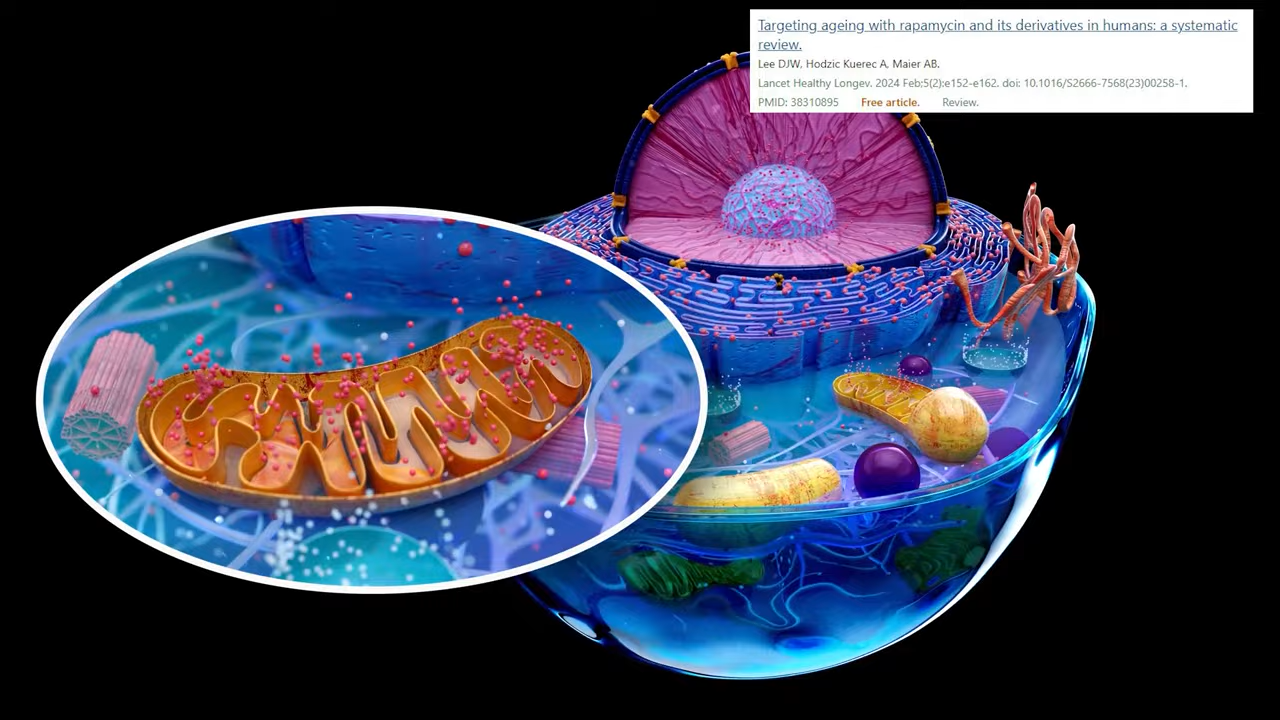 Targeting ageing with rapamycin and its derivatives in humans: a systematic
review.
Lee DJW, Hodzic Kuerec A, Maier AB.
Lancet Healthy Longev. 2024 Feb;5(2):e152-e162. doi: 10.1016/S2666-7568(23)00258-1.
PMID: 38310895 Free article. Review.